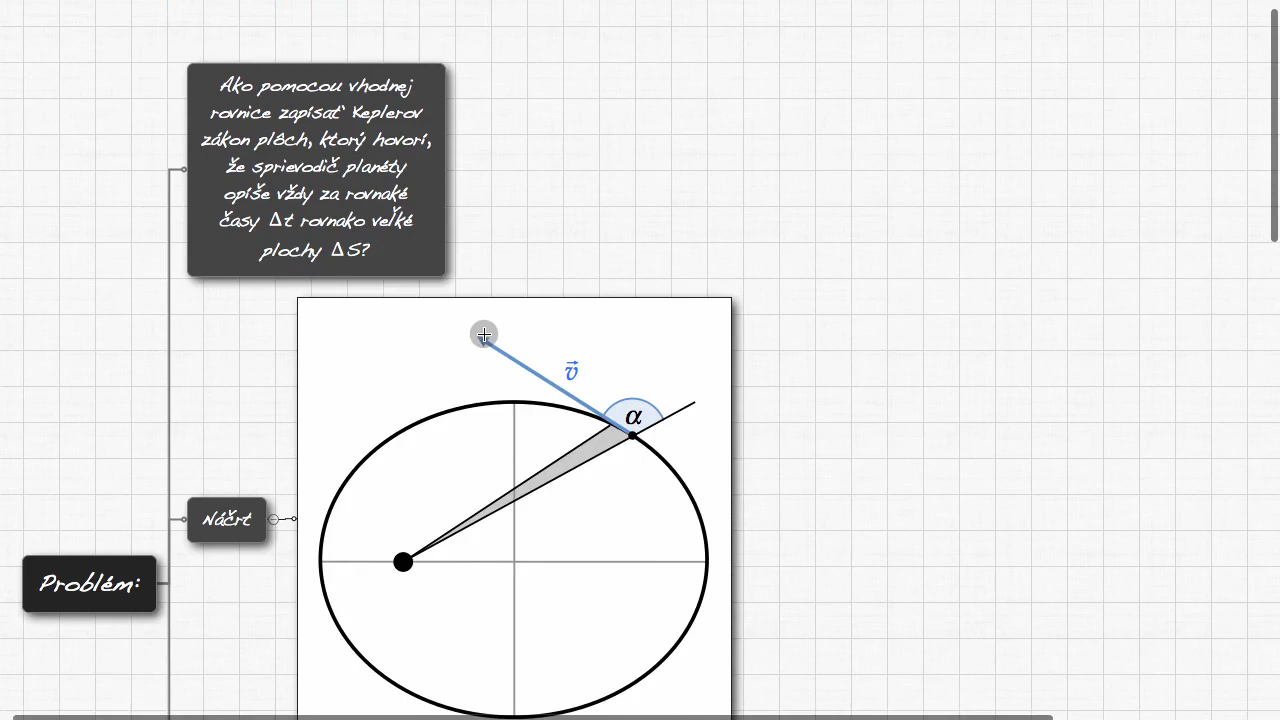 Ako pomocou vhodnej
rovnice zapísať Keplerov
zákon plôch, ktorý hovorí,
že sprievodič planéty
opíše vždy za rovnaké
časy Δt rovnako veľké
plochy ΔS?
v⃗
α
Náčrt
Problém: